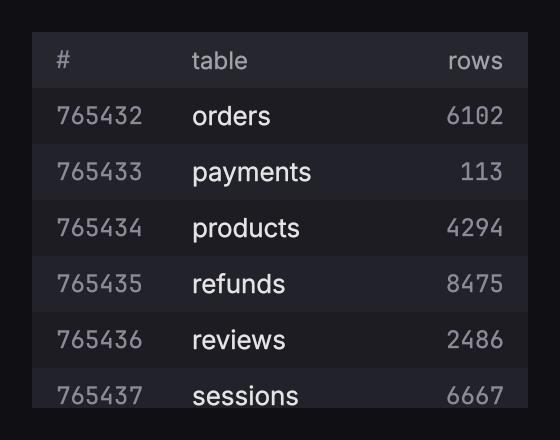 # table rows
765432 orders 6102
765433 payments 113
765434 products 4294
765435 refunds 8475
765436 reviews 2486
765437 sessions 6667